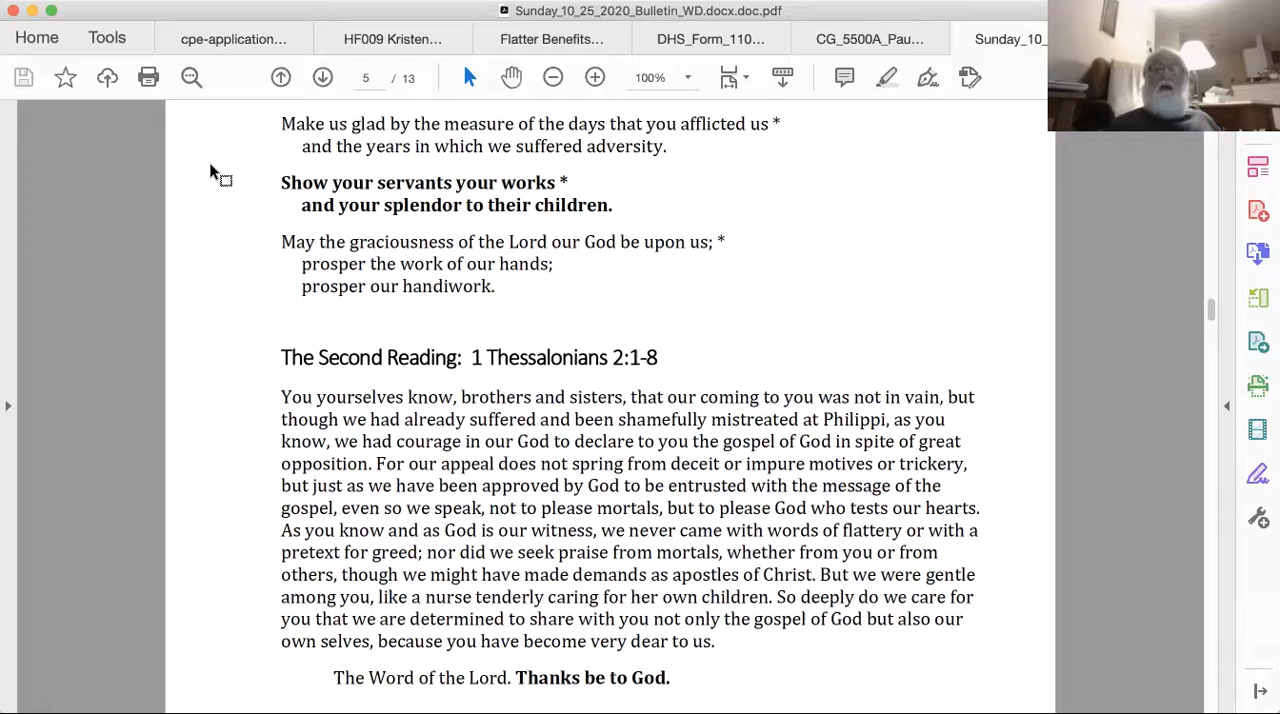 Sunday_10_25_2020_Bulletin_WD.docx.doc.pdf
Home Tools cpe-application... HF009 Kristen... Flatter Benefits... DHS_Form_110... CG_5500A_Pau... Sunday_10_
5 / 13 100%
Make us glad by the measure of the days that you afflicted us *
and the years in which we suffered adversity.
Show your servants your works *
and your splendor to their children.
May the graciousness of the Lord our God be upon us; *
prosper the work of our hands;
prosper our handiwork.
The Second Reading: 1 Thessalonians 2:1-8
You yourselves know, brothers and sisters, that our coming to you was not in vain, but
though we had already suffered and been shamefully mistreated at Philippi, as you
know, we had courage in our God to declare to you the gospel of God in spite of great
opposition. For our appeal does not spring from deceit or impure motives or trickery,
but just as we have been approved by God to be entrusted with the message of the
gospel, even so we speak, not to please mortals, but to please God who tests our hearts.
As you know and as God is our witness, we never came with words of flattery or with a
pretext for greed; nor did we seek praise from mortals, whether from you or from
others, though we might have made demands as apostles of Christ. But we were gentle
among you, like a nurse tenderly caring for her own children. So deeply do we care for
you that we are determined to share with you not only the gospel of God but also our
own selves, because you have become very dear to us.
The Word of the Lord. Thanks be to God.